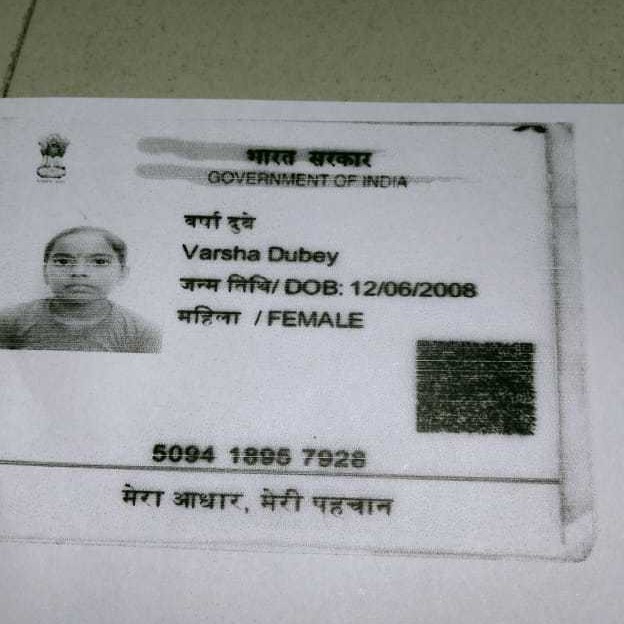 भारत सरकार
GOVERNMENT OF INDIA
वर्षा दुबे
Varsha Dubey
जन्म तिथि/ DOB: 12/06/2008
महिला / FEMALE
5094 1895 7928
मेरा आधार, मेरी पहचान